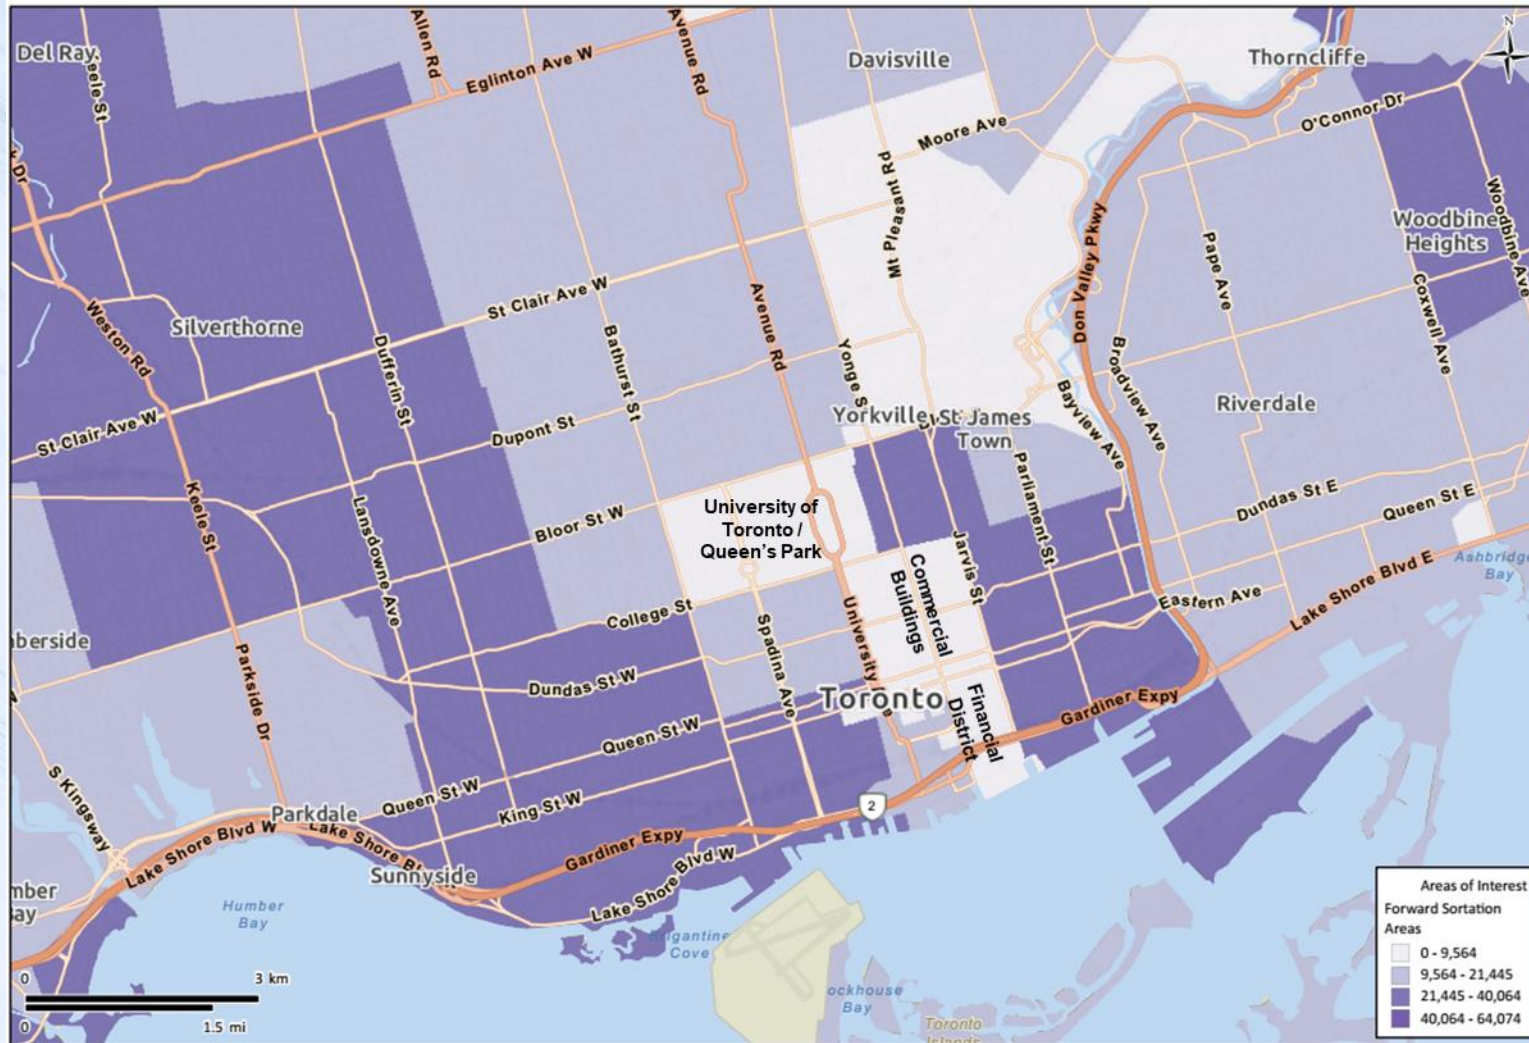 Del Ray
Keele St
Allen Rd
Eglinton Ave W
Avenue Rd
Davisville
Thorncliffe
N
O'Connor Dr
Moore Ave
Mt Pleasant Rd
Don Valley Pkwy
Woodbine
Heights
Woodbine Ave
Pape Ave
Coxwell Ave
Dr
Weston Rd
Silverthorne
St Clair Ave W
Dufferin St
Bathurst St
Avenue Rd
Yonge S
Broadview Ave
Bayview Ave
Riverdale
St Clair Ave W
Dupont St
Yorkville
St James
Town
Keele St
Lansdowne Ave
Bloor St W
University of
Toronto /
Queen's Park
Parliament St
Jarvis St
Dundas St E
Queen St E
Commercial
Buildings
Ashbridge
Bay
Lake Shore Blvd E
Eastern Ave
College St
Spadina Ave
University
Dundas St W
berside
Parkside Dr
Toronto
Financial
District
Gardiner Expy
Queen St W
S Kingsway
Queen St W
King St W
Parkdale
Lake Shore Blvd W
Lake Shore Bl
Sunnyside
Gardiner Expy
2
Lake Shore Blvd W
mber
Bay
Humber
Bay
Cove
ockhouse
Bay
Toronto
Islands
0 3 km
0 1.5 mi
Areas of Interest
Forward Sortation
Areas
0 - 9,564
9,564 - 21,445
21,445 - 40,064
40,064 - 64,074